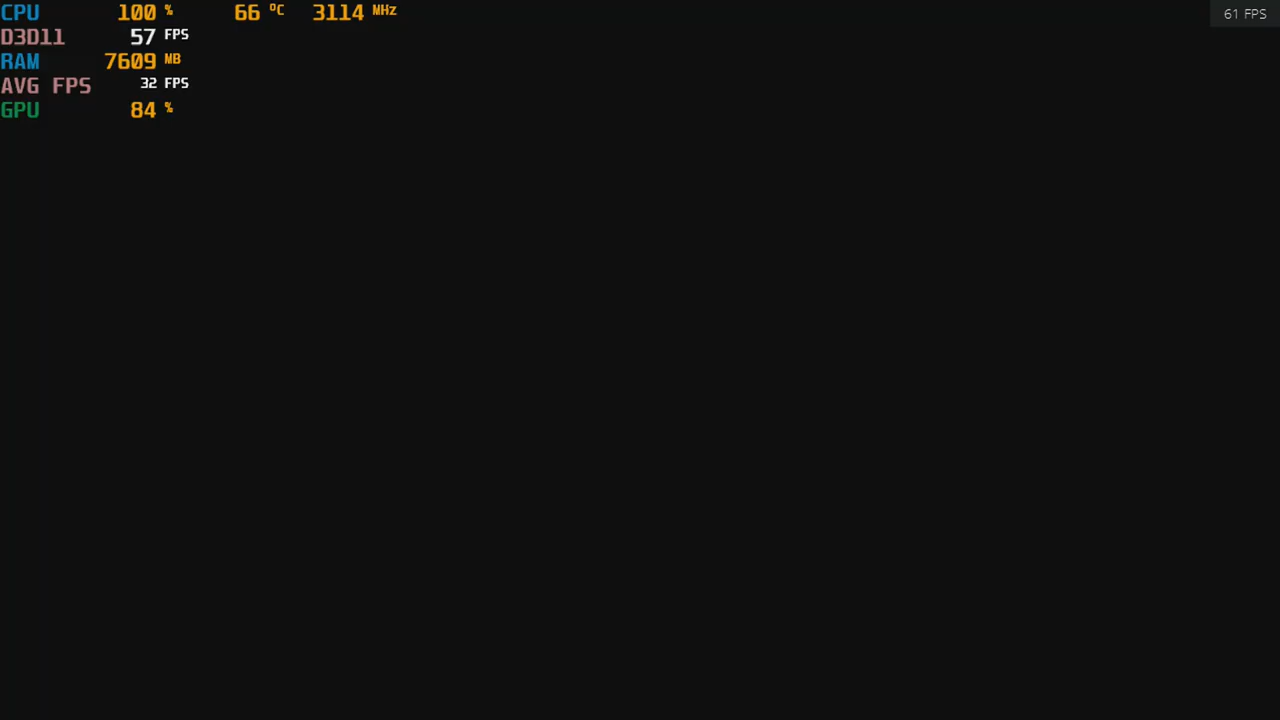 CPU 100 % 66 °C 3114 MHz
61 FPS
D3D11 57 FPS
RAM 7609 MB
AVG FPS 32 FPS
GPU 84 %